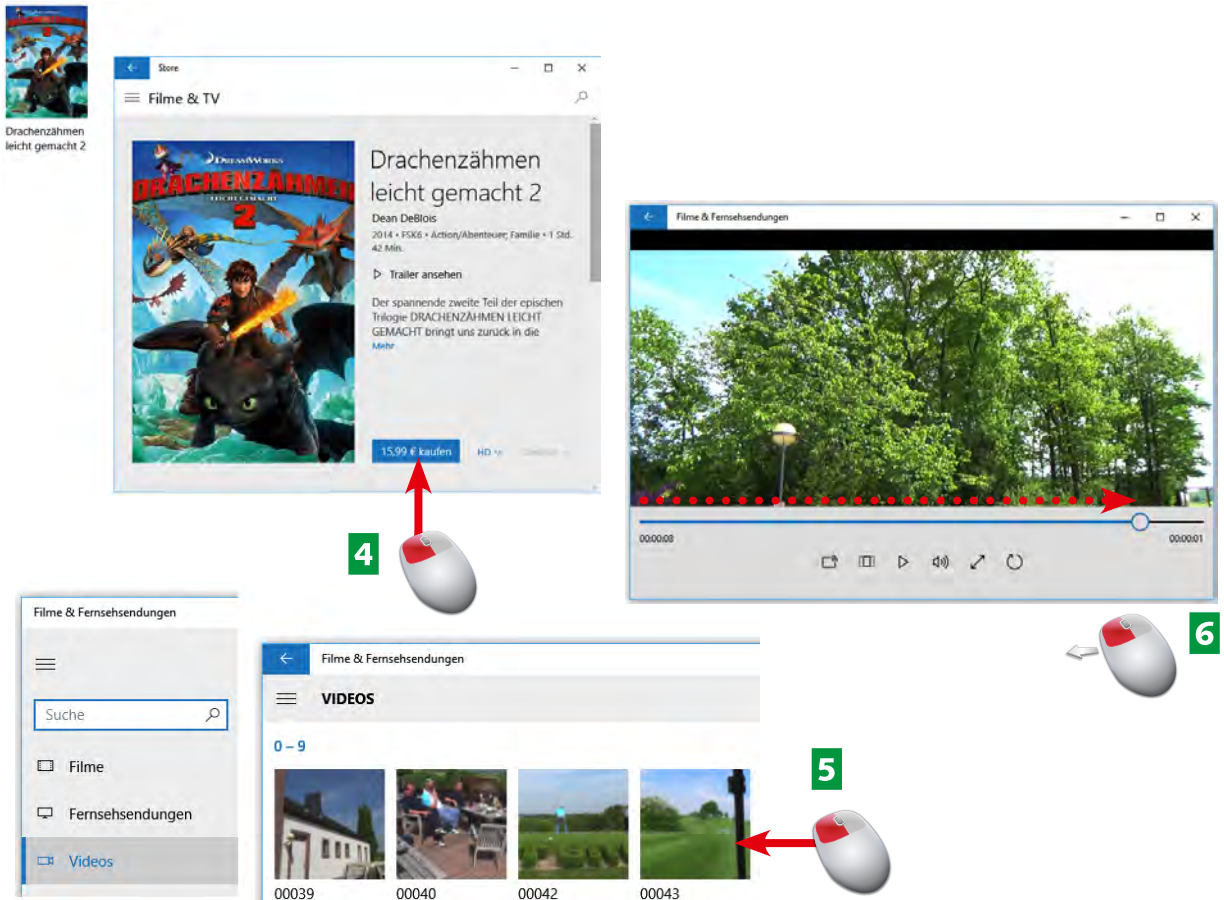 Drachenzähmen
leicht gemacht 2
Store
Filme & TV
DREAMWORKS
DRACHENZÄHMEN
LEICHT GEMACHT
2
Drachenzähmen
leicht gemacht 2
Dean DeBlois
2014 • FSK6 • Action/Abenteuer, Familie • 1 Std.
42 Min.
Trailer ansehen
Der spannende zweite Teil der epischen
Trilogie DRACHENZÄHMEN LEICHT
GEMACHT bringt uns zurück in die
Mehr
15,99 € kaufen
HD
4
Filme & Fernsehsendungen
00:00:08
00:00:01
6
Filme & Fernsehsendungen
Suche
Filme
Fernsehsendungen
Videos
Filme & Fernsehsendungen
VIDEOS
0 – 9
00039
00040
00042
00043
5